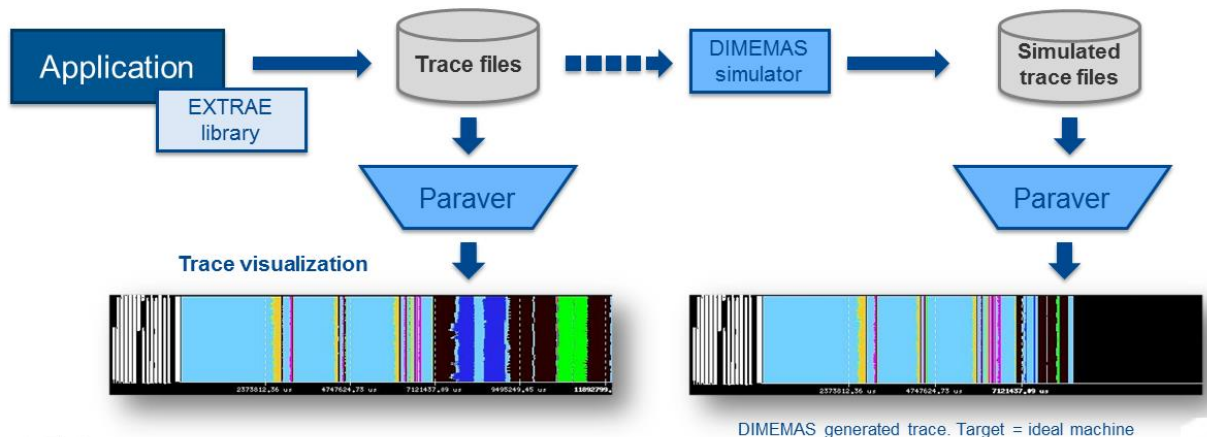 Application
EXTRAE
library
Trace files
DIMEMAS
simulator
Simulated
trace files
Paraver
Paraver
Trace visualization
2373812.36 us
4747624.73 us
7121437.09 us
9495249.45 us
11892799.
2373812.36 us
4747624.73 us
7121437.09 us
DIMEMAS generated trace. Target = ideal machine